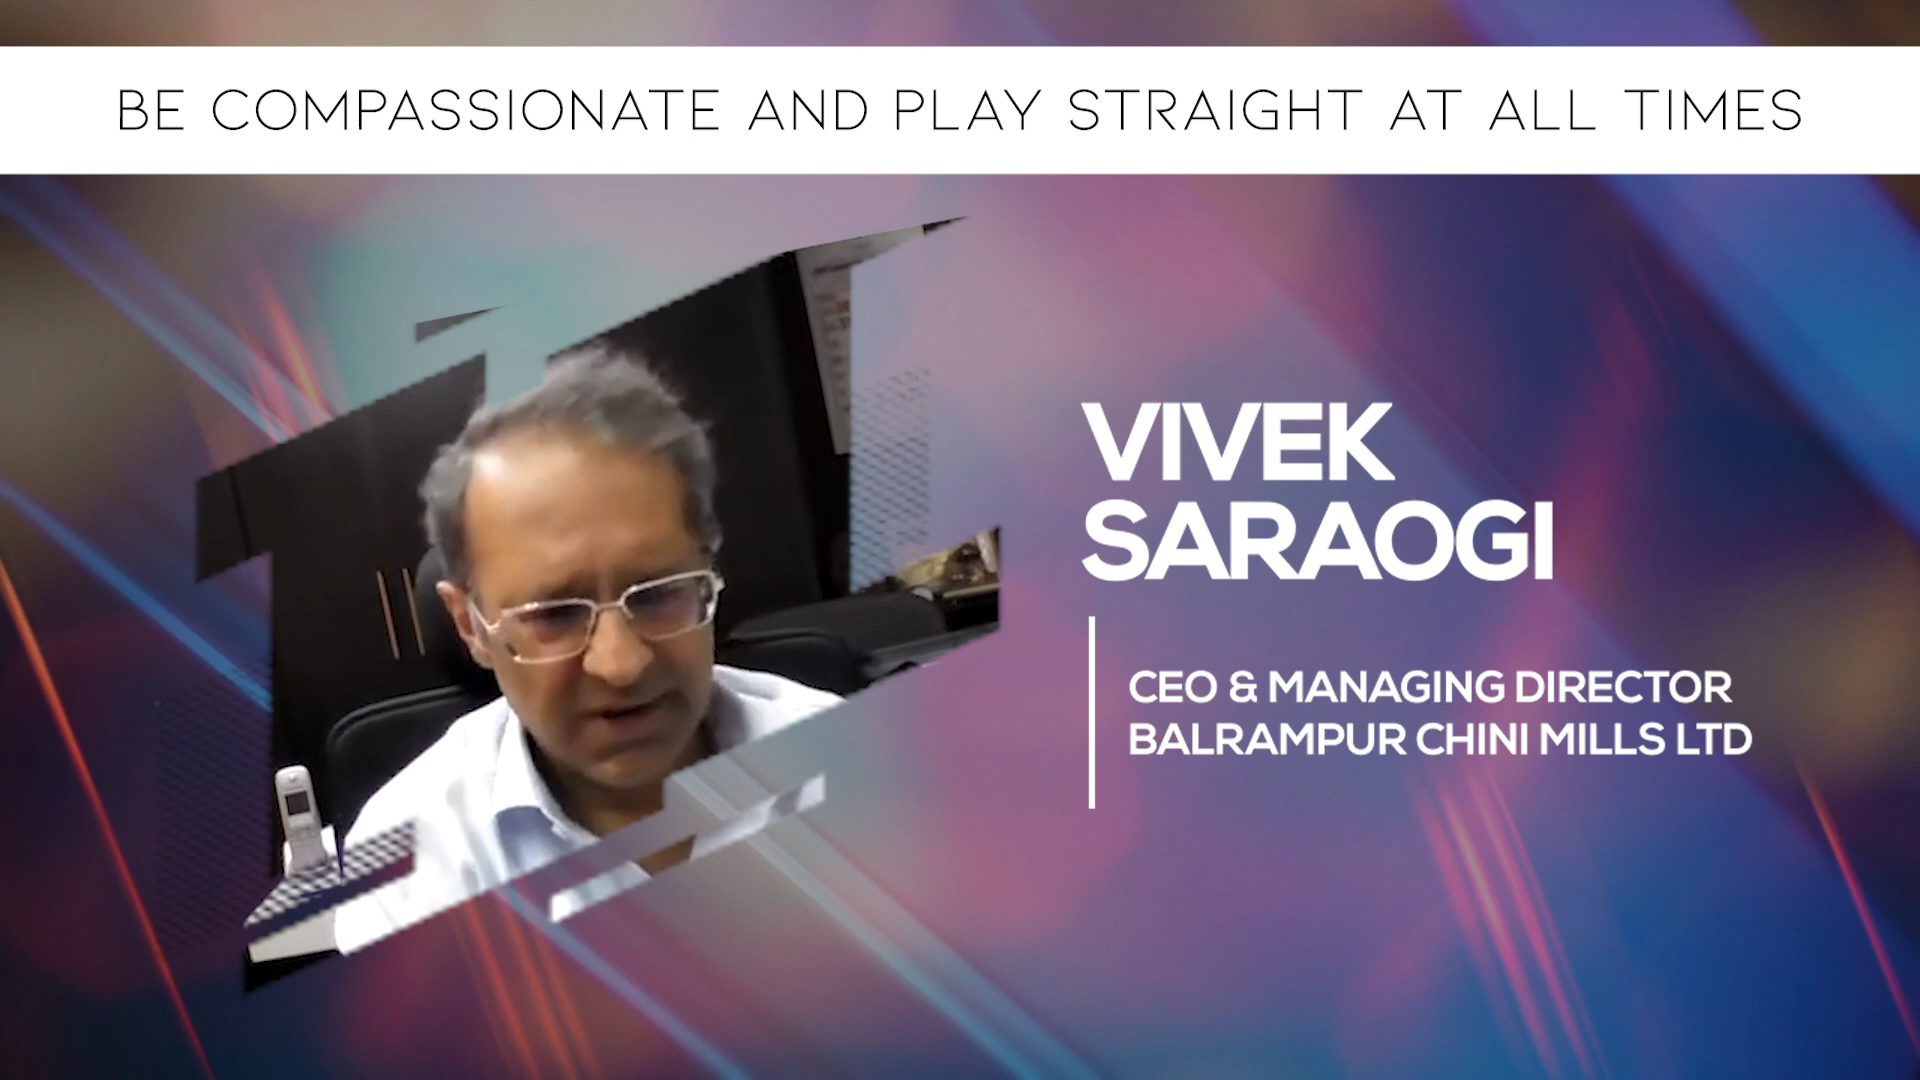 BE COMPASSIONATE AND PLAY STRAIGHT AT ALL TIMES
VIVEK
SARAOGI
CEO & MANAGING DIRECTOR
BALRAMPUR CHINI MILLS LTD